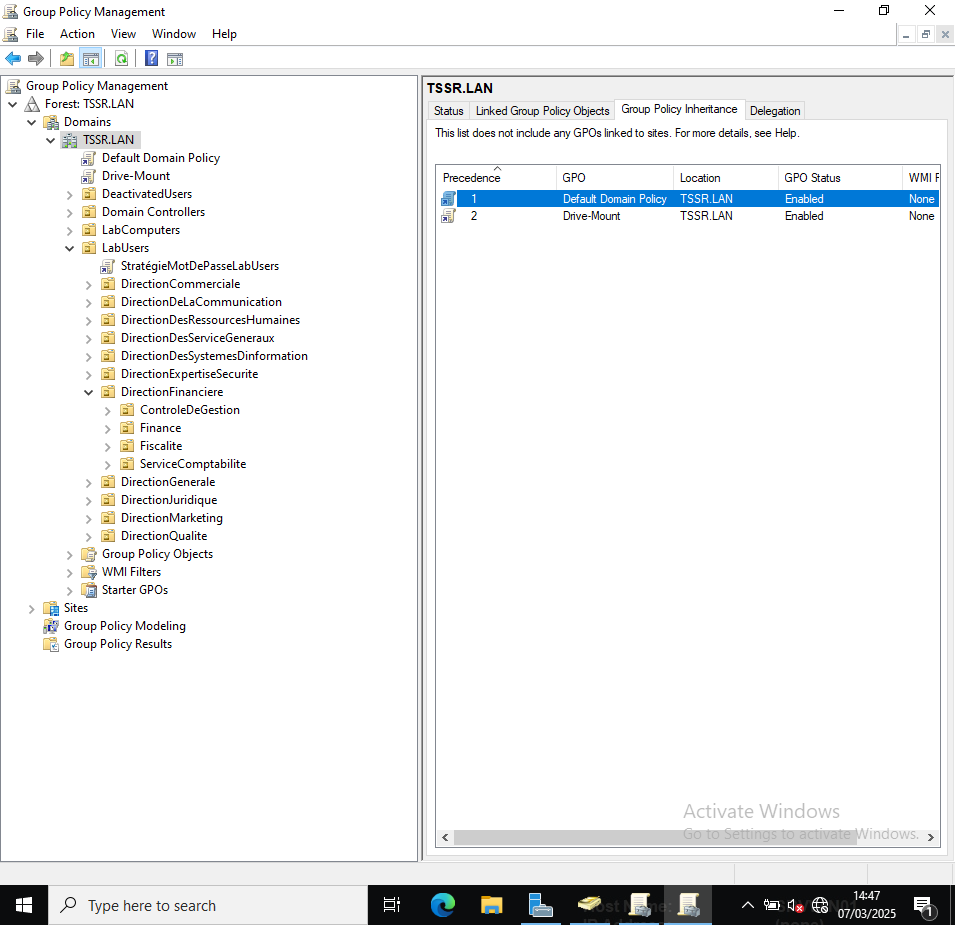 Group Policy Management
File Action View Window Help
Group Policy Management
Forest: TSSR.LAN
Domains
TSSR.LAN
Default Domain Policy
Drive-Mount
DeactivatedUsers
Domain Controllers
LabComputers
LabUsers
StratégieMotDePasseLabUsers
DirectionCommerciale
DirectionDeLaCommunication
DirectionDesRessourcesHumaines
DirectionDesServiceGeneraux
DirectionDesSystemesDinformation
DirectionExpertiseSecurite
DirectionFinanciere
ControleDeGestion
Finance
Fiscalite
ServiceComptabilite
DirectionGenerale
DirectionJuridique
DirectionMarketing
DirectionQualite
Group Policy Objects
WMI Filters
Starter GPOs
Sites
Group Policy Modeling
Group Policy Results
TSSR.LAN
Status Linked Group Policy Objects Group Policy Inheritance Delegation
This list does not include any GPOs linked to sites. For more details, see Help.
Precedence GPO Location GPO Status WMI F
1 Default Domain Policy TSSR.LAN Enabled None
2 Drive-Mount TSSR.LAN Enabled None
Activate Windows
Go to Settings to activate Windows.
Type here to search
14:47
07/03/2025
1